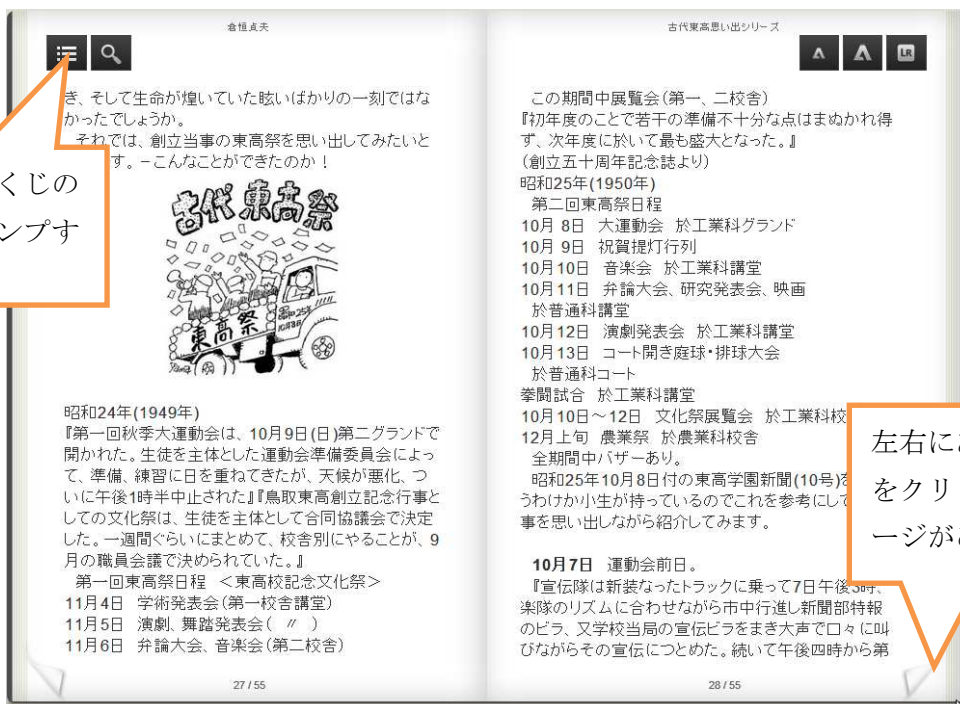 倉恒貞夫
き、そして生命が煌いていた眩いばかりの一刻ではな
かったでしょうか。
それでは、創立当事の東高祭を思い出してみたいと
す。－こんなことができたのか！
古代東高祭
東高祭
昭和24年(1949年)
『第一回秋季大運動会は、10月9日(日)第二グランドで
開かれた。生徒を主体とした運動会準備委員会によっ
て、準備、練習に日を重ねてきたが、天候が悪化、つ
いに午後1時半中止された』『鳥取東高創立記念行事と
しての文化祭は、生徒を主体として合同協議会で決定
した。一週間ぐらいにまとめて、校舎別にやることが、9
月の職員会議で決められていた。』
第一回東高祭日程 ＜東高校記念文化祭＞
11月4日 学術発表会(第一校舎講堂)
11月5日 演劇、舞踏発表会( 〃 )
11月6日 弁論大会、音楽会(第二校舎)
27 / 55
くじの
ンプす
古代東高思い出シリーズ
A A LR
この期間中展覧会(第一、二校舎)
『初年度のことで若干の準備不十分な点はまぬかれ得
ず、次年度に於いて最も盛大となった。』
(創立五十周年記念誌より)
昭和25年(1950年)
第二回東高祭日程
10月 8日 大運動会 於工業科グランド
10月 9日 祝賀提灯行列
10月10日 音楽会 於工業科講堂
10月11日 弁論大会、研究発表会、映画
於普通科講堂
10月12日 演劇発表会 於工業科講堂
10月13日 コート開き庭球・排球大会
於普通科コート
拳闘試合 於工業科講堂
10月10日～12日 文化祭展覧会 於工業科校
12月上旬 農業祭 於農業科校舎
全期間中バザーあり。
昭和25年10月8日付の東高学園新聞(10号)を
うわけか小生が持っているのでこれを参考にして
事を思い出しながら紹介してみます。
10月7日 運動会前日。
『宣伝隊は新装なったトラックに乗って7日午後3時、
楽隊のリズムに合わせながら市中行進し新聞部特報
のビラ、又学校当局の宣伝ビラをまき大声で口々に叫
びながらその宣伝につとめた。続いて午後四時から第
28 / 55
左右に
をクリ
ージが